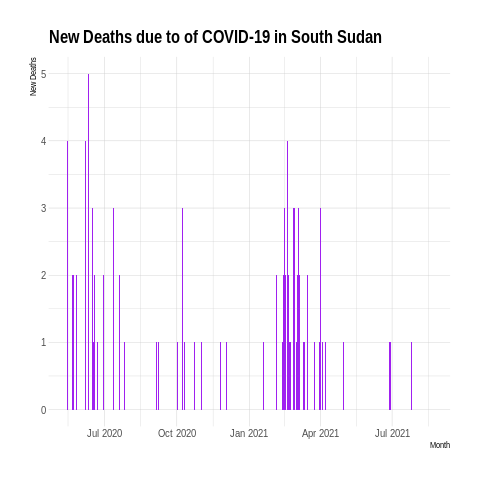 New Deaths due to of COVID-19 in South Sudan
New Deaths
5
4
3
2
1
0
Jul 2020 Oct 2020 Jan 2021 Apr 2021 Jul 2021
Month